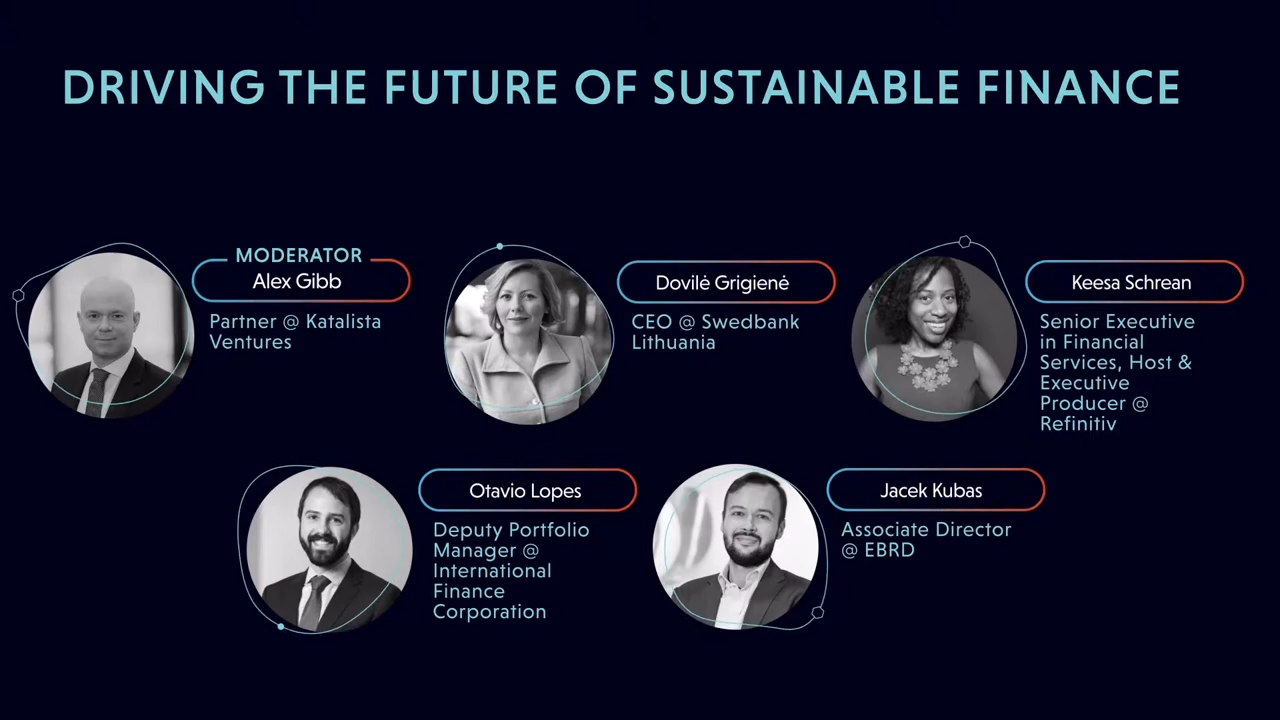 DRIVING THE FUTURE OF SUSTAINABLE FINANCE
MODERATOR
Alex Gibb
Partner @ Katalista
Ventures
Dovilė Grigienė
CEO @ Swedbank
Lithuania
Keesa Schrean
Senior Executive
in Financial
Services, Host &
Executive
Producer @
Refinitiv
Otavio Lopes
Deputy Portfolio
Manager @
International
Finance
Corporation
Jacek Kubas
Associate Director
@ EBRD